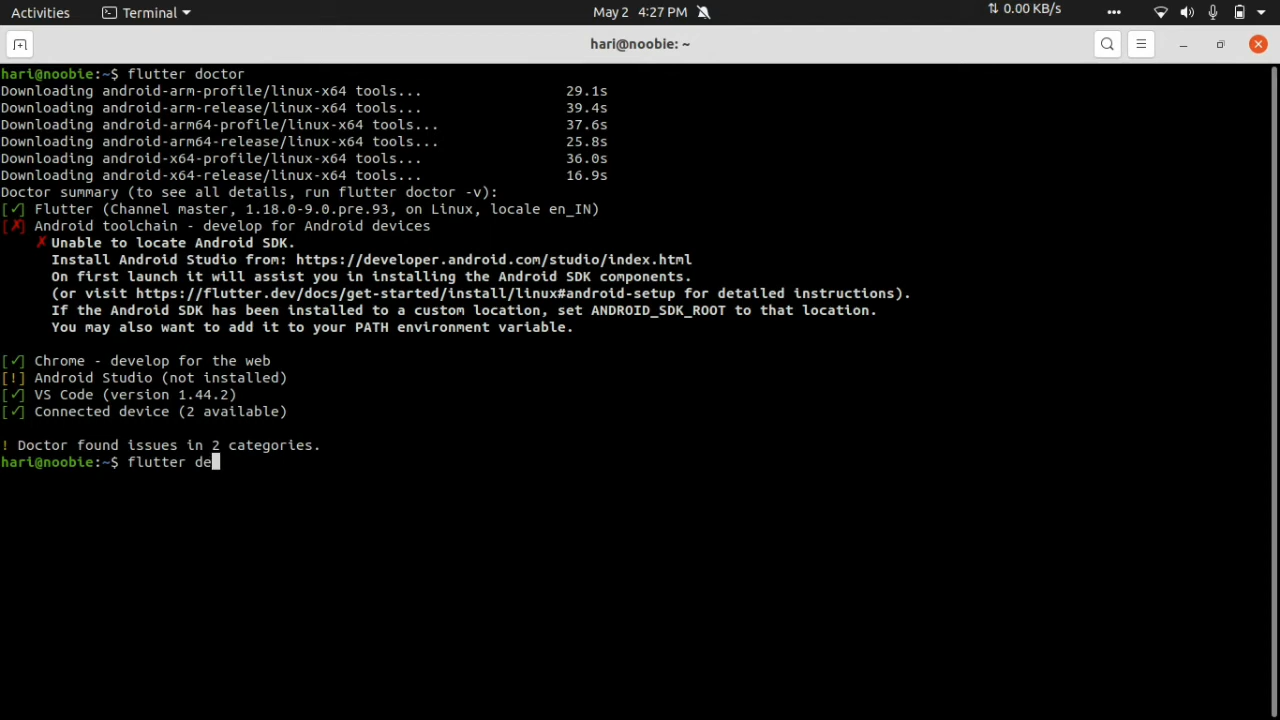 Activities Terminal May 2 4:27 PM 0.00 KB/s
hari@noobie: ~
hari@noobie:~$ flutter doctor
Downloading android-arm-profile/linux-x64 tools... 29.1s
Downloading android-arm-release/linux-x64 tools... 39.4s
Downloading android-arm64-profile/linux-x64 tools... 37.6s
Downloading android-arm64-release/linux-x64 tools... 25.8s
Downloading android-x64-profile/linux-x64 tools... 36.0s
Downloading android-x64-release/linux-x64 tools... 16.9s
Doctor summary (to see all details, run flutter doctor -v):
[✓] Flutter (Channel master, 1.18.0-9.0.pre.93, on Linux, locale en_IN)
[✗] Android toolchain - develop for Android devices
✗ Unable to locate Android SDK.
Install Android Studio from: https://developer.android.com/studio/index.html
On first launch it will assist you in installing the Android SDK components.
(or visit https://flutter.dev/docs/get-started/install/linux#android-setup for detailed instructions).
If the Android SDK has been installed to a custom location, set ANDROID_SDK_ROOT to that location.
You may also want to add it to your PATH environment variable.
[✓] Chrome - develop for the web
[!] Android Studio (not installed)
[✓] VS Code (version 1.44.2)
[✓] Connected device (2 available)
! Doctor found issues in 2 categories.
hari@noobie:~$ flutter de